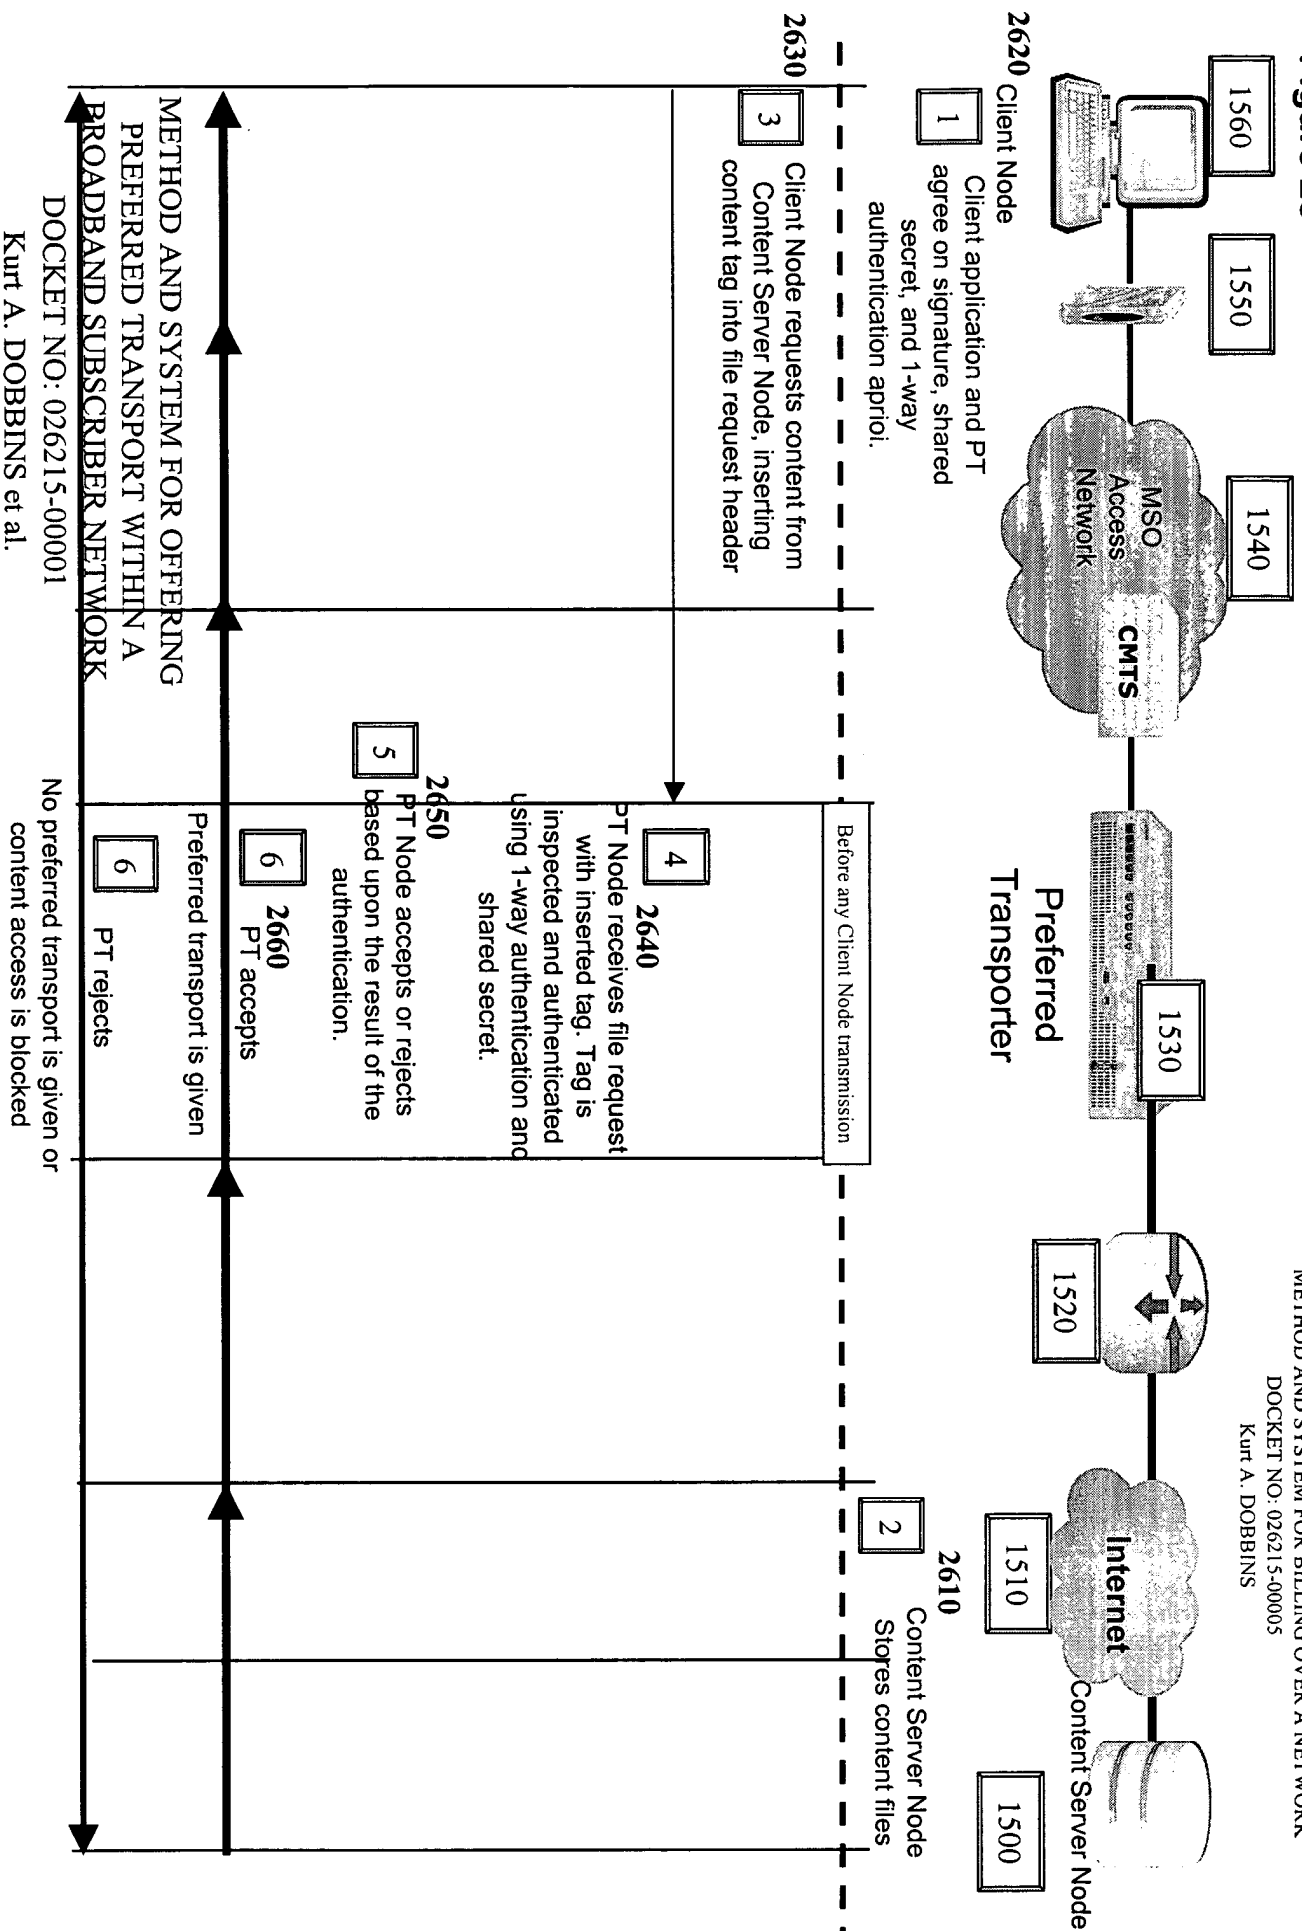 METHOD AND SYSTEM FOR BILLING OVER A NETWORK
DOCKET NO: 026215-00005
Kurt A. DOBBINS
1560
1550
1540
MSO
Access
Network
CMTS
1530
Preferred
Transporter
1520
Internet
1510
Content Server Node
1500
2620
Client Node
1
Client application and PT
agree on signature, shared
secret, and 1-way
authentication aprioi.
2610
2
Content Server Node
Stores content files
Before any Client Node transmission
2630
3
Client Node requests content from
Content Server Node, inserting
content tag into file request header
4
2640
PT Node receives file request
with inserted tag. Tag is
inspected and authenticated
using 1-way authentication and
shared secret.
2650
5
PT Node accepts or rejects
based upon the result of the
authentication.
6
2660
PT accepts
Preferred transport is given
6
PT rejects
No preferred transport is given or
content access is blocked
METHOD AND SYSTEM FOR OFFERING
PREFERRED TRANSPORT WITHIN A
BROADBAND SUBSCRIBER NETWORK
DOCKET NO: 026215-00001
Kurt A. DOBBINS et al.